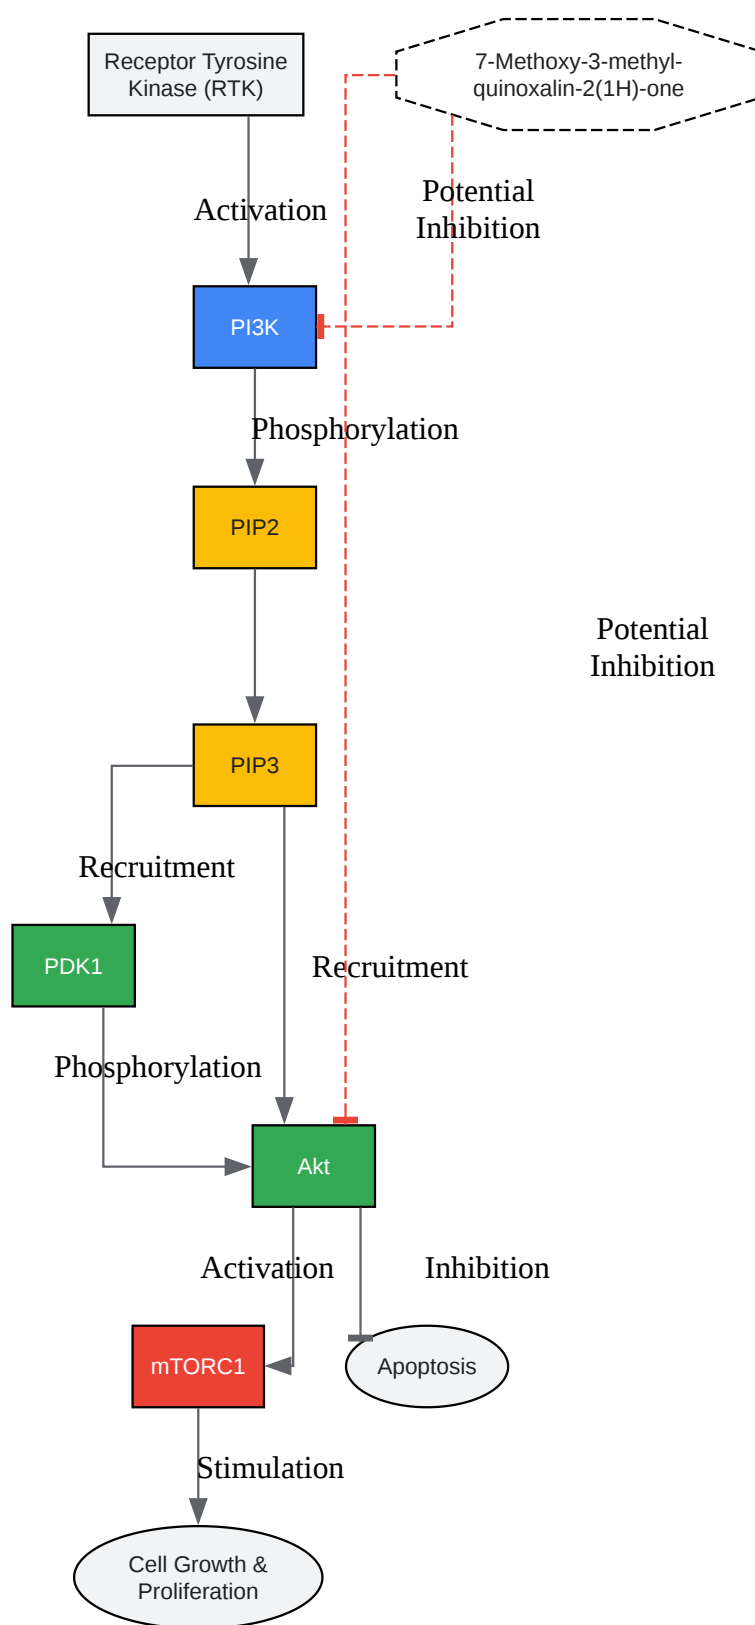 Receptor Tyrosine
Kinase (RTK)
7-Methoxy-3-methyl-
quinoxalin-2(1H)-one
Activation
Potential
Inhibition
PI3K
Phosphorylation
PIP2
Potential
Inhibition
PIP3
Recruitment
PDK1
Recruitment
Phosphorylation
Akt
Activation
Inhibition
mTORC1
Apoptosis
Stimulation
Cell Growth &
Proliferation